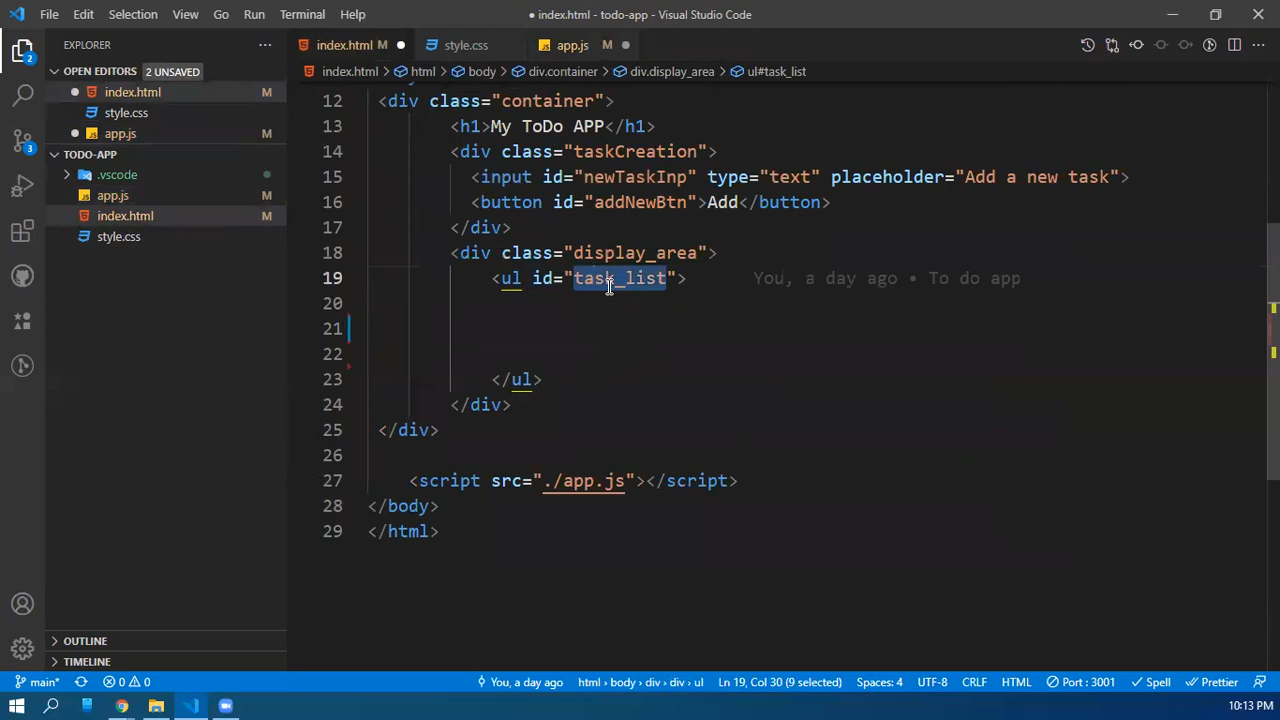 File Edit Selection View Go Run Terminal Help
● index.html - todo-app - Visual Studio Code
EXPLORER
index.html M
style.css
app.js M
OPEN EDITORS 2 UNSAVED
index.html > html > body > div.container > div.display_area > ul#task_list
index.html M
style.css
app.js M
TODO-APP
.vscode
app.js M
index.html M
style.css
OUTLINE
TIMELINE
2
3
12 <div class="container">
13 <h1>My ToDo APP</h1>
14 <div class="taskCreation">
15 <input id="newTaskInp" type="text" placeholder="Add a new task">
16 <button id="addNewBtn">Add</button>
17 </div>
18 <div class="display_area">
19 <ul id="task_list"> You, a day ago • To do app
20
21
22
23 </ul>
24 </div>
25 </div>
26
27 <script src="./app.js"></script>
28 </body>
29 </html>
main* 0 0 You, a day ago html > body > div > div > ul Ln 19, Col 30 (9 selected) Spaces: 4 UTF-8 CRLF HTML Port : 3001 Spell Prettier
10:13 PM